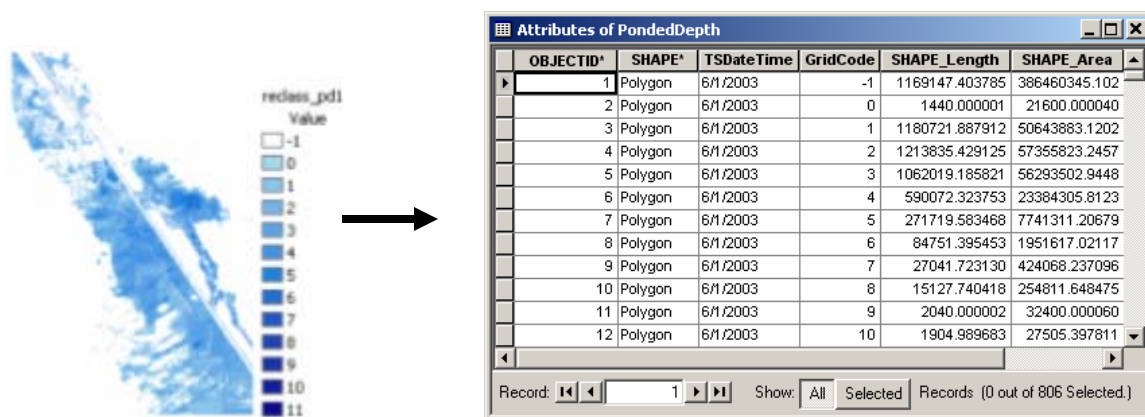 reclass_pd1
Value
-1
0
1
2
3
4
5
6
7
8
9
10
11
Attributes of PondedDepth
OBJECTID* SHAPE* TSDateTime GridCode SHAPE_Length SHAPE_Area
1 Polygon 6/1/2003 -1 1169147.403785 386460345.102
2 Polygon 6/1/2003 0 1440.000001 21600.000040
3 Polygon 6/1/2003 1 1180721.887912 50643883.1202
4 Polygon 6/1/2003 2 1213835.429125 57355823.2457
5 Polygon 6/1/2003 3 1062019.185821 56293502.9448
6 Polygon 6/1/2003 4 590072.323753 23384305.8123
7 Polygon 6/1/2003 5 271719.583468 7741311.20679
8 Polygon 6/1/2003 6 84751.395453 1951617.02117
9 Polygon 6/1/2003 7 27041.723130 424068.237096
10 Polygon 6/1/2003 8 15127.740418 254811.648475
11 Polygon 6/1/2003 9 2040.000002 32400.000060
12 Polygon 6/1/2003 10 1904.989683 27505.397811
Record: 1 Show: All Selected Records (0 out of 806 Selected.)